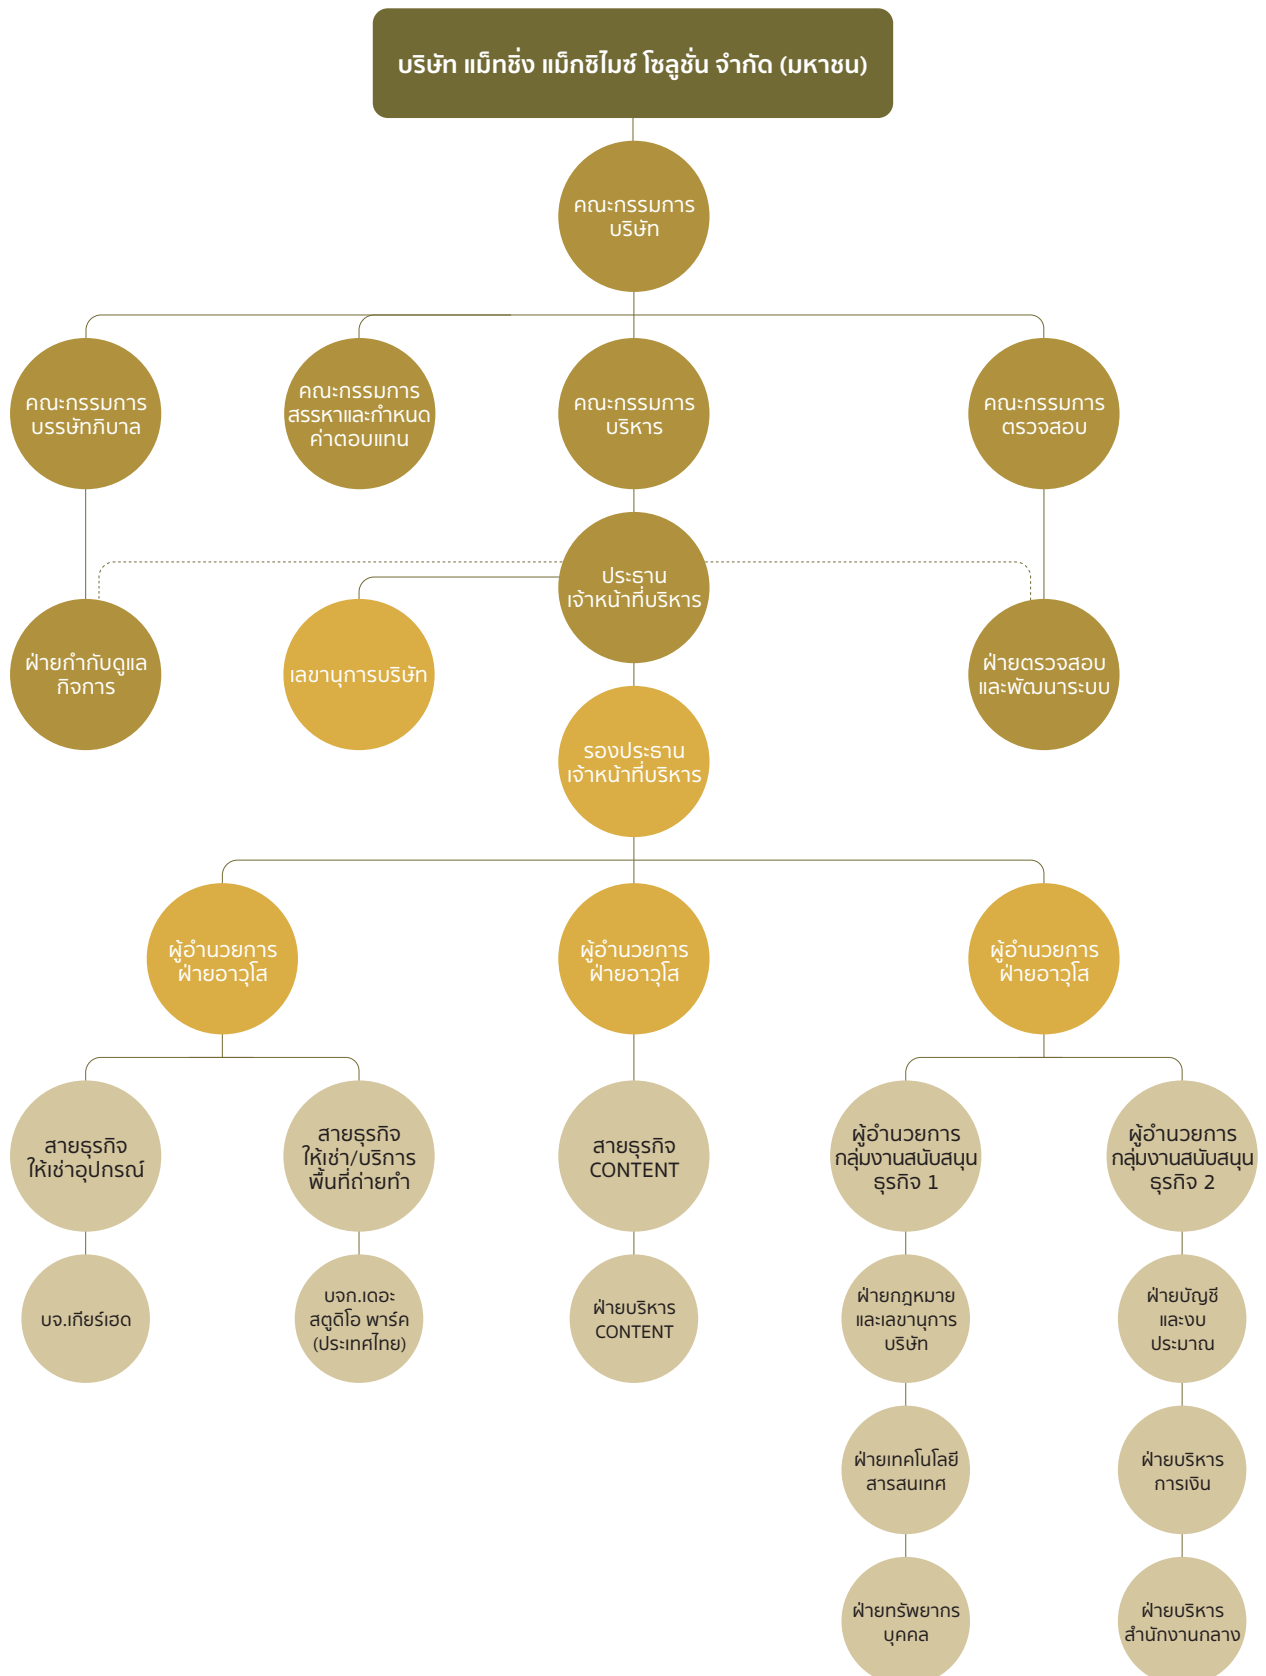 บริษัท แม็ทชิ่ง แม็กซิไมซ์ โซลูชั่น จำกัด (มหาชน)
คณะกรรมการ
บริษัท
คณะกรรมการ
บรรษัทภิบาล
คณะกรรมการ
สรรหาและกำหนด
ค่าตอบแทน
คณะกรรมการ
บริหาร
คณะกรรมการ
ตรวจสอบ
ประธาน
เจ้าหน้าที่บริหาร
ฝ่ายกำกับดูแล
กิจการ
เลขานุการบริษัท
ฝ่ายตรวจสอบ
และพัฒนาระบบ
รองประธาน
เจ้าหน้าที่บริหาร
ผู้อำนวยการ
ฝ่ายอาวุโส
ผู้อำนวยการ
ฝ่ายอาวุโส
ผู้อำนวยการ
ฝ่ายอาวุโส
สายธุรกิจ
ให้เช่าอุปกรณ์
สายธุรกิจ
ให้เช่า/บริการ
พื้นที่ถ่ายทำ
สายธุรกิจ
CONTENT
ผู้อำนวยการ
กลุ่มงานสนับสนุน
ธุรกิจ 1
ผู้อำนวยการ
กลุ่มงานสนับสนุน
ธุรกิจ 2
บจ.เกียร์เฮด
บจก.เดอะ
สตูดิโอ พาร์ค
(ประเทศไทย)
ฝ่ายบริหาร
CONTENT
ฝ่ายกฎหมาย
และเลขานุการ
บริษัท
ฝ่ายบัญชี
และงบ
ประมาณ
ฝ่ายเทคโนโลยี
สารสนเทศ
ฝ่ายบริหาร
การเงิน
ฝ่ายทรัพยากร
บุคคล
ฝ่ายบริหาร
สำนักงานกลาง